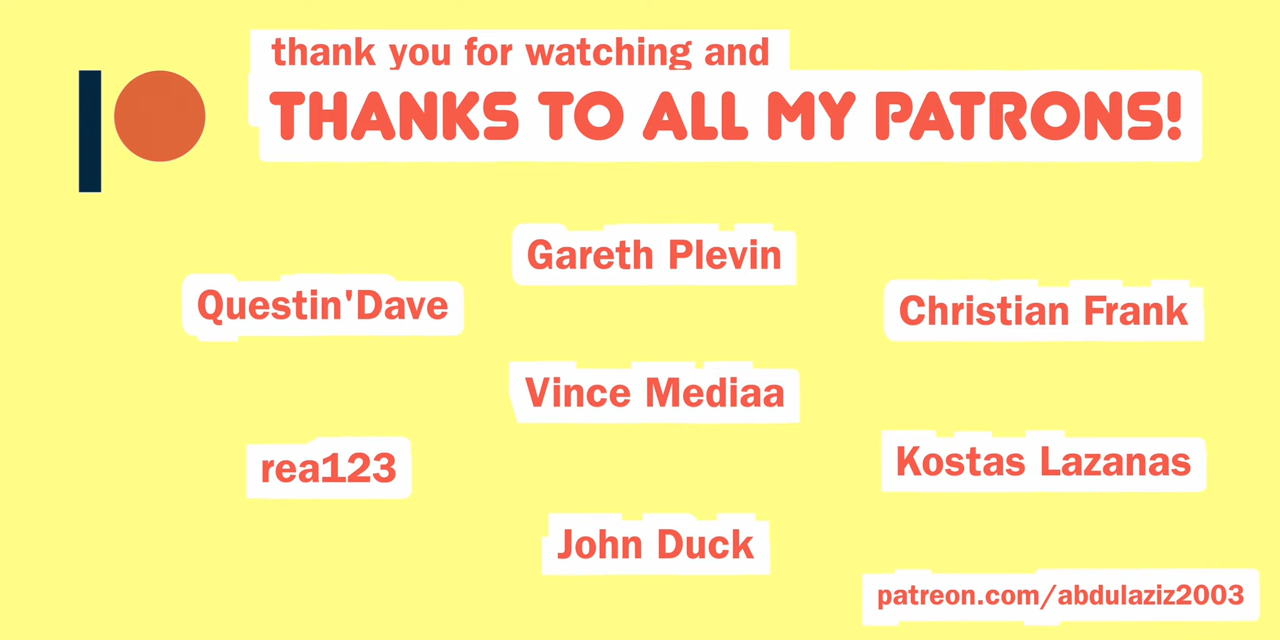 thank you for watching and
THANKS TO ALL MY PATRONS!
Gareth Plevin
Questin'Dave
Christian Frank
Vince Mediaa
rea123
Kostas Lazanas
John Duck
patreon.com/abdulaziz2003